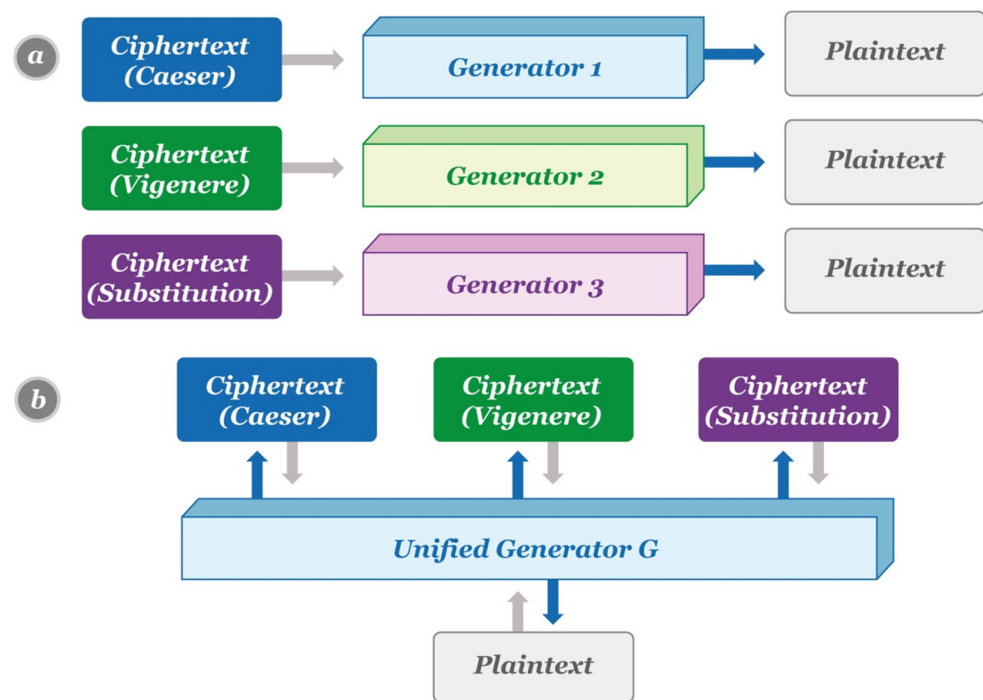 a
Ciphertext
(Caeser)
Generator 1
Plaintext
Ciphertext
(Vigenere)
Generator 2
Plaintext
Ciphertext
(Substitution)
Generator 3
Plaintext
b
Ciphertext
(Caeser)
Ciphertext
(Vigenere)
Ciphertext
(Substitution)
Unified Generator G
Plaintext